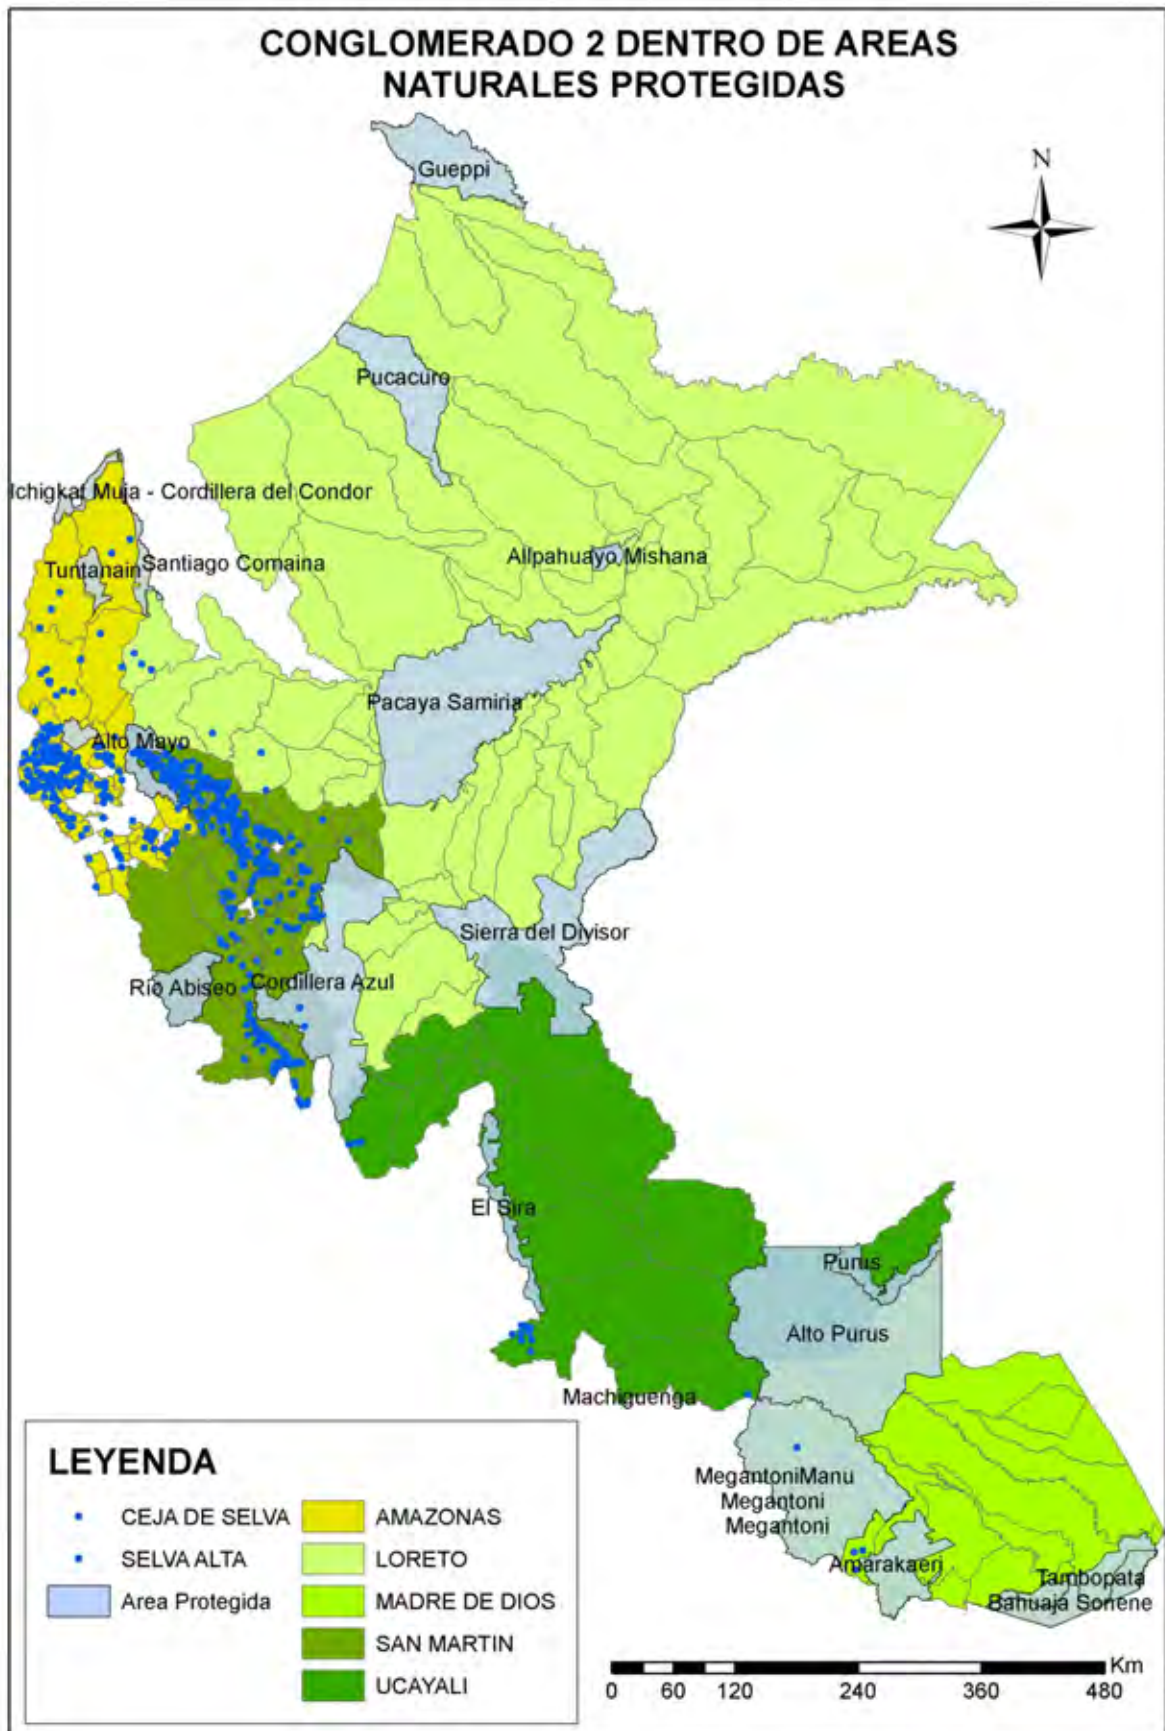 CONGLOMERADO 2 DENTRO DE AREAS
NATURALES PROTEGIDAS
N
Gueppi
Pucacuro
Ichigkat Muja - Cordillera del Condor
Allpahuayo Mishana
Santiago Comaina
Tuntanain
Pacaya Samiria
Alto Mayo
Sierra del Divisor
Cordillera Azul
Río Abiseo
El Sira
Purus
Alto Purus
Machiguenga
MegantoniManu
Megantoni
Megantoni
Amarakaeri
Tambopata
Bahuaja Sonene
LEYENDA
CEJA DE SELVA
SELVA ALTA
Area Protegida
AMAZONAS
LORETO
MADRE DE DIOS
SAN MARTIN
UCAYALI
Km
0 60 120 240 360 480